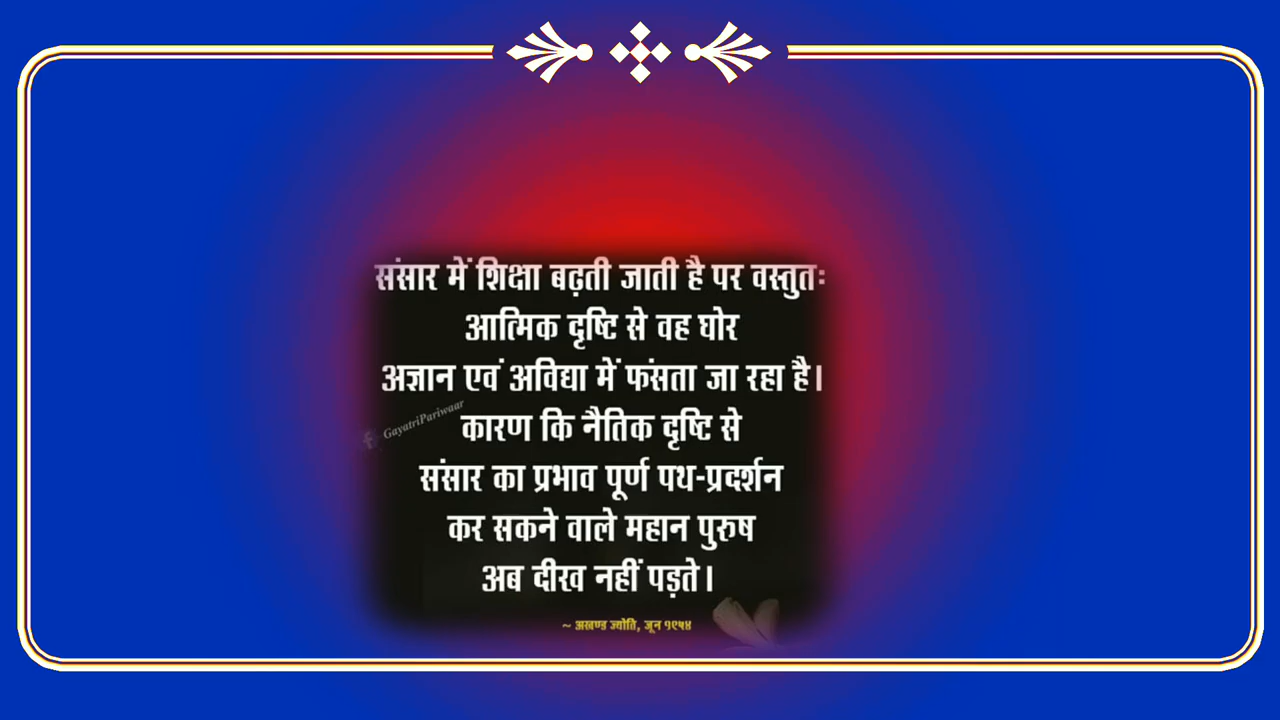 संसार में शिक्षा बढ़ती जाती है पर वस्तुतः
आत्मिक दृष्टि से वह घोर
अज्ञान एवं अविद्या में फंसता जा रहा है।
GayatriPariwaar
कारण कि नैतिक दृष्टि से
संसार का प्रभाव पूर्ण पथ-प्रदर्शन
कर सकने वाले महान पुरुष
अब दीख नहीं पड़ते।
~ अखण्ड ज्योति, जून १९५४